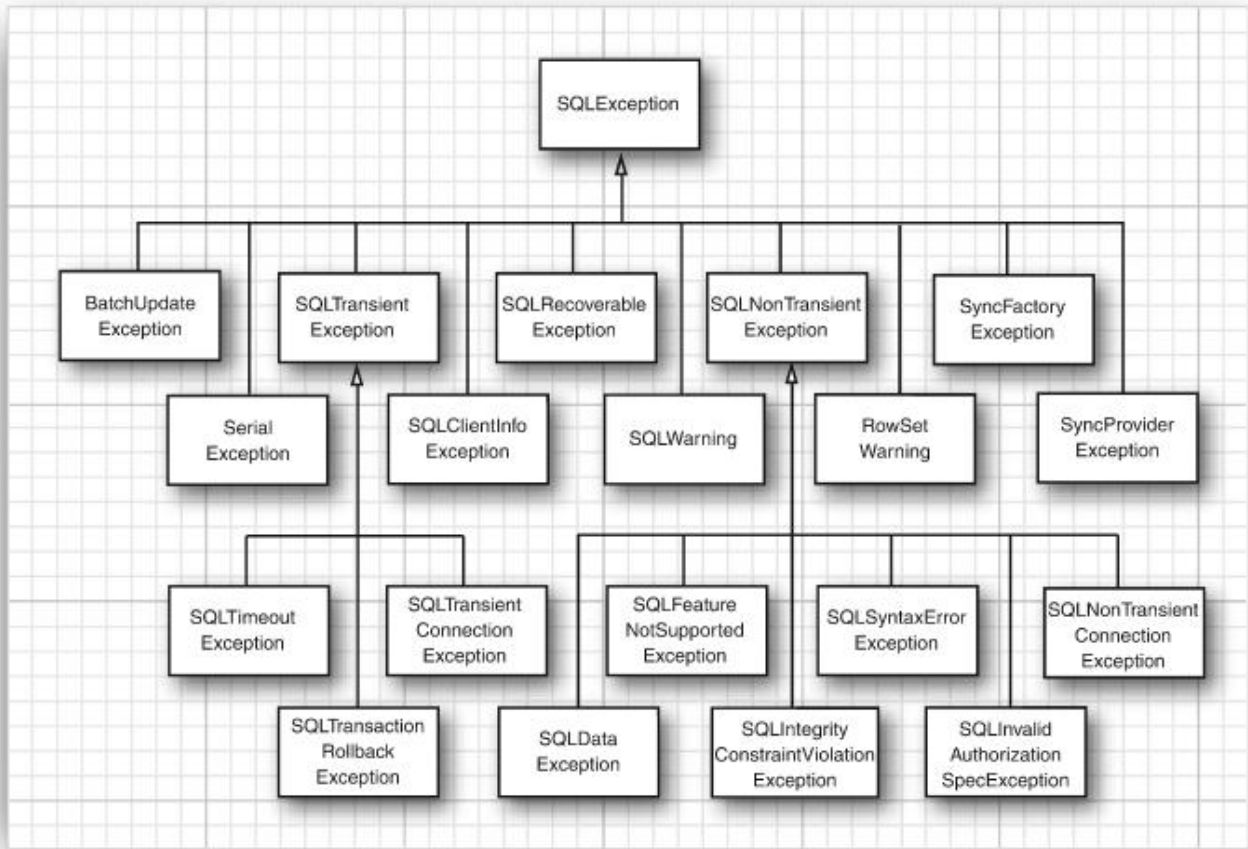 SQLException
BatchUpdate
Exception
SQLTransient
Exception
SQLRecoverable
Exception
SQLNonTransient
Exception
SyncFactory
Exception
Serial
Exception
SQLClientInfo
Exception
SQLWarning
RowSet
Warning
SyncProvider
Exception
SQLTimeout
Exception
SQLTransient
Connection
Exception
SQLFeature
NotSupported
Exception
SQLSyntaxError
Exception
SQLNonTransient
Connection
Exception
SQLTransaction
Rollback
Exception
SQLData
Exception
SQLIntegrity
ConstraintViolation
Exception
SQLInvalid
Authorization
SpecException